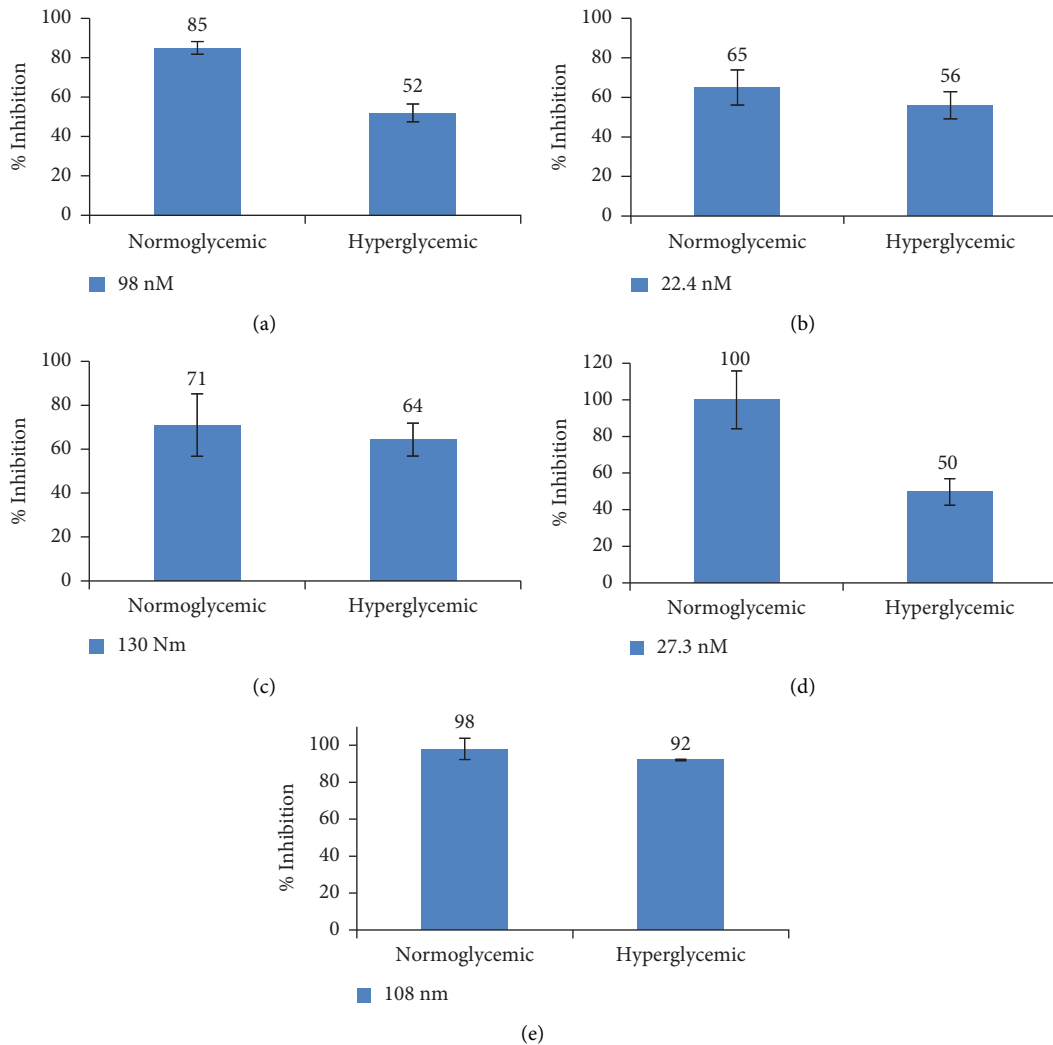 100
80
60
40
20
0
% Inhibition
85
52
Normoglycemic Hyperglycemic
98 nM
(a)
100
80
60
40
20
0
% Inhibition
65
56
Normoglycemic Hyperglycemic
22.4 nM
(b)
100
80
60
40
20
0
% Inhibition
71
64
Normoglycemic Hyperglycemic
130 Nm
(c)
120
100
80
60
40
20
0
% Inhibition
100
50
Normoglycemic Hyperglycemic
27.3 nM
(d)
100
80
60
40
20
0
% Inhibition
98
92
Normoglycemic Hyperglycemic
108 nm
(e)